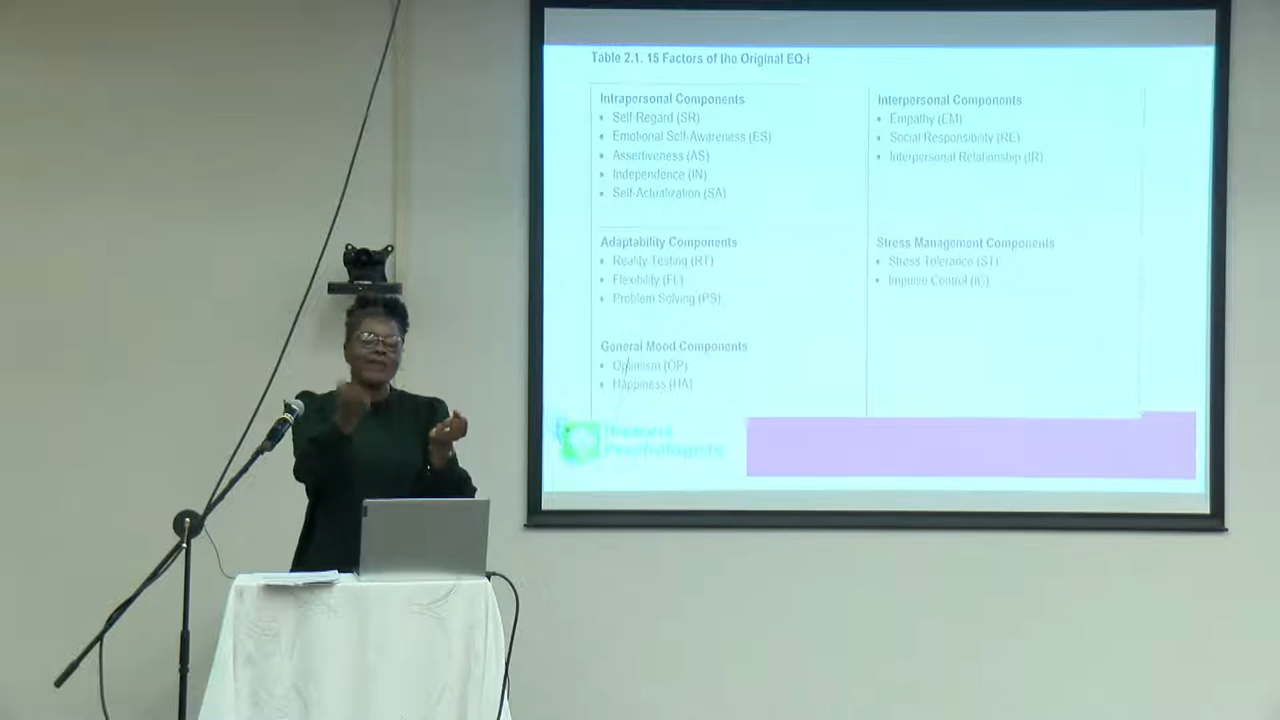 Table 2.1. 15 Factors of the Original EQ-i
Intrapersonal Components
• Self Regard (SR)
• Emotional Self-Awareness (ES)
• Assertiveness (AS)
• Independence (IN)
• Self-Actualization (SA)
Interpersonal Components
• Empathy (EM)
• Social Responsibility (RE)
• Interpersonal Relationship (IR)
Adaptability Components
• Reality Testing (RT)
• Flexibility (FL)
• Problem Solving (PS)
Stress Management Components
• Stress Tolerance (ST)
• Impulse Control (IC)
General Mood Components
• Optimism (OP)
• Happiness (HA)